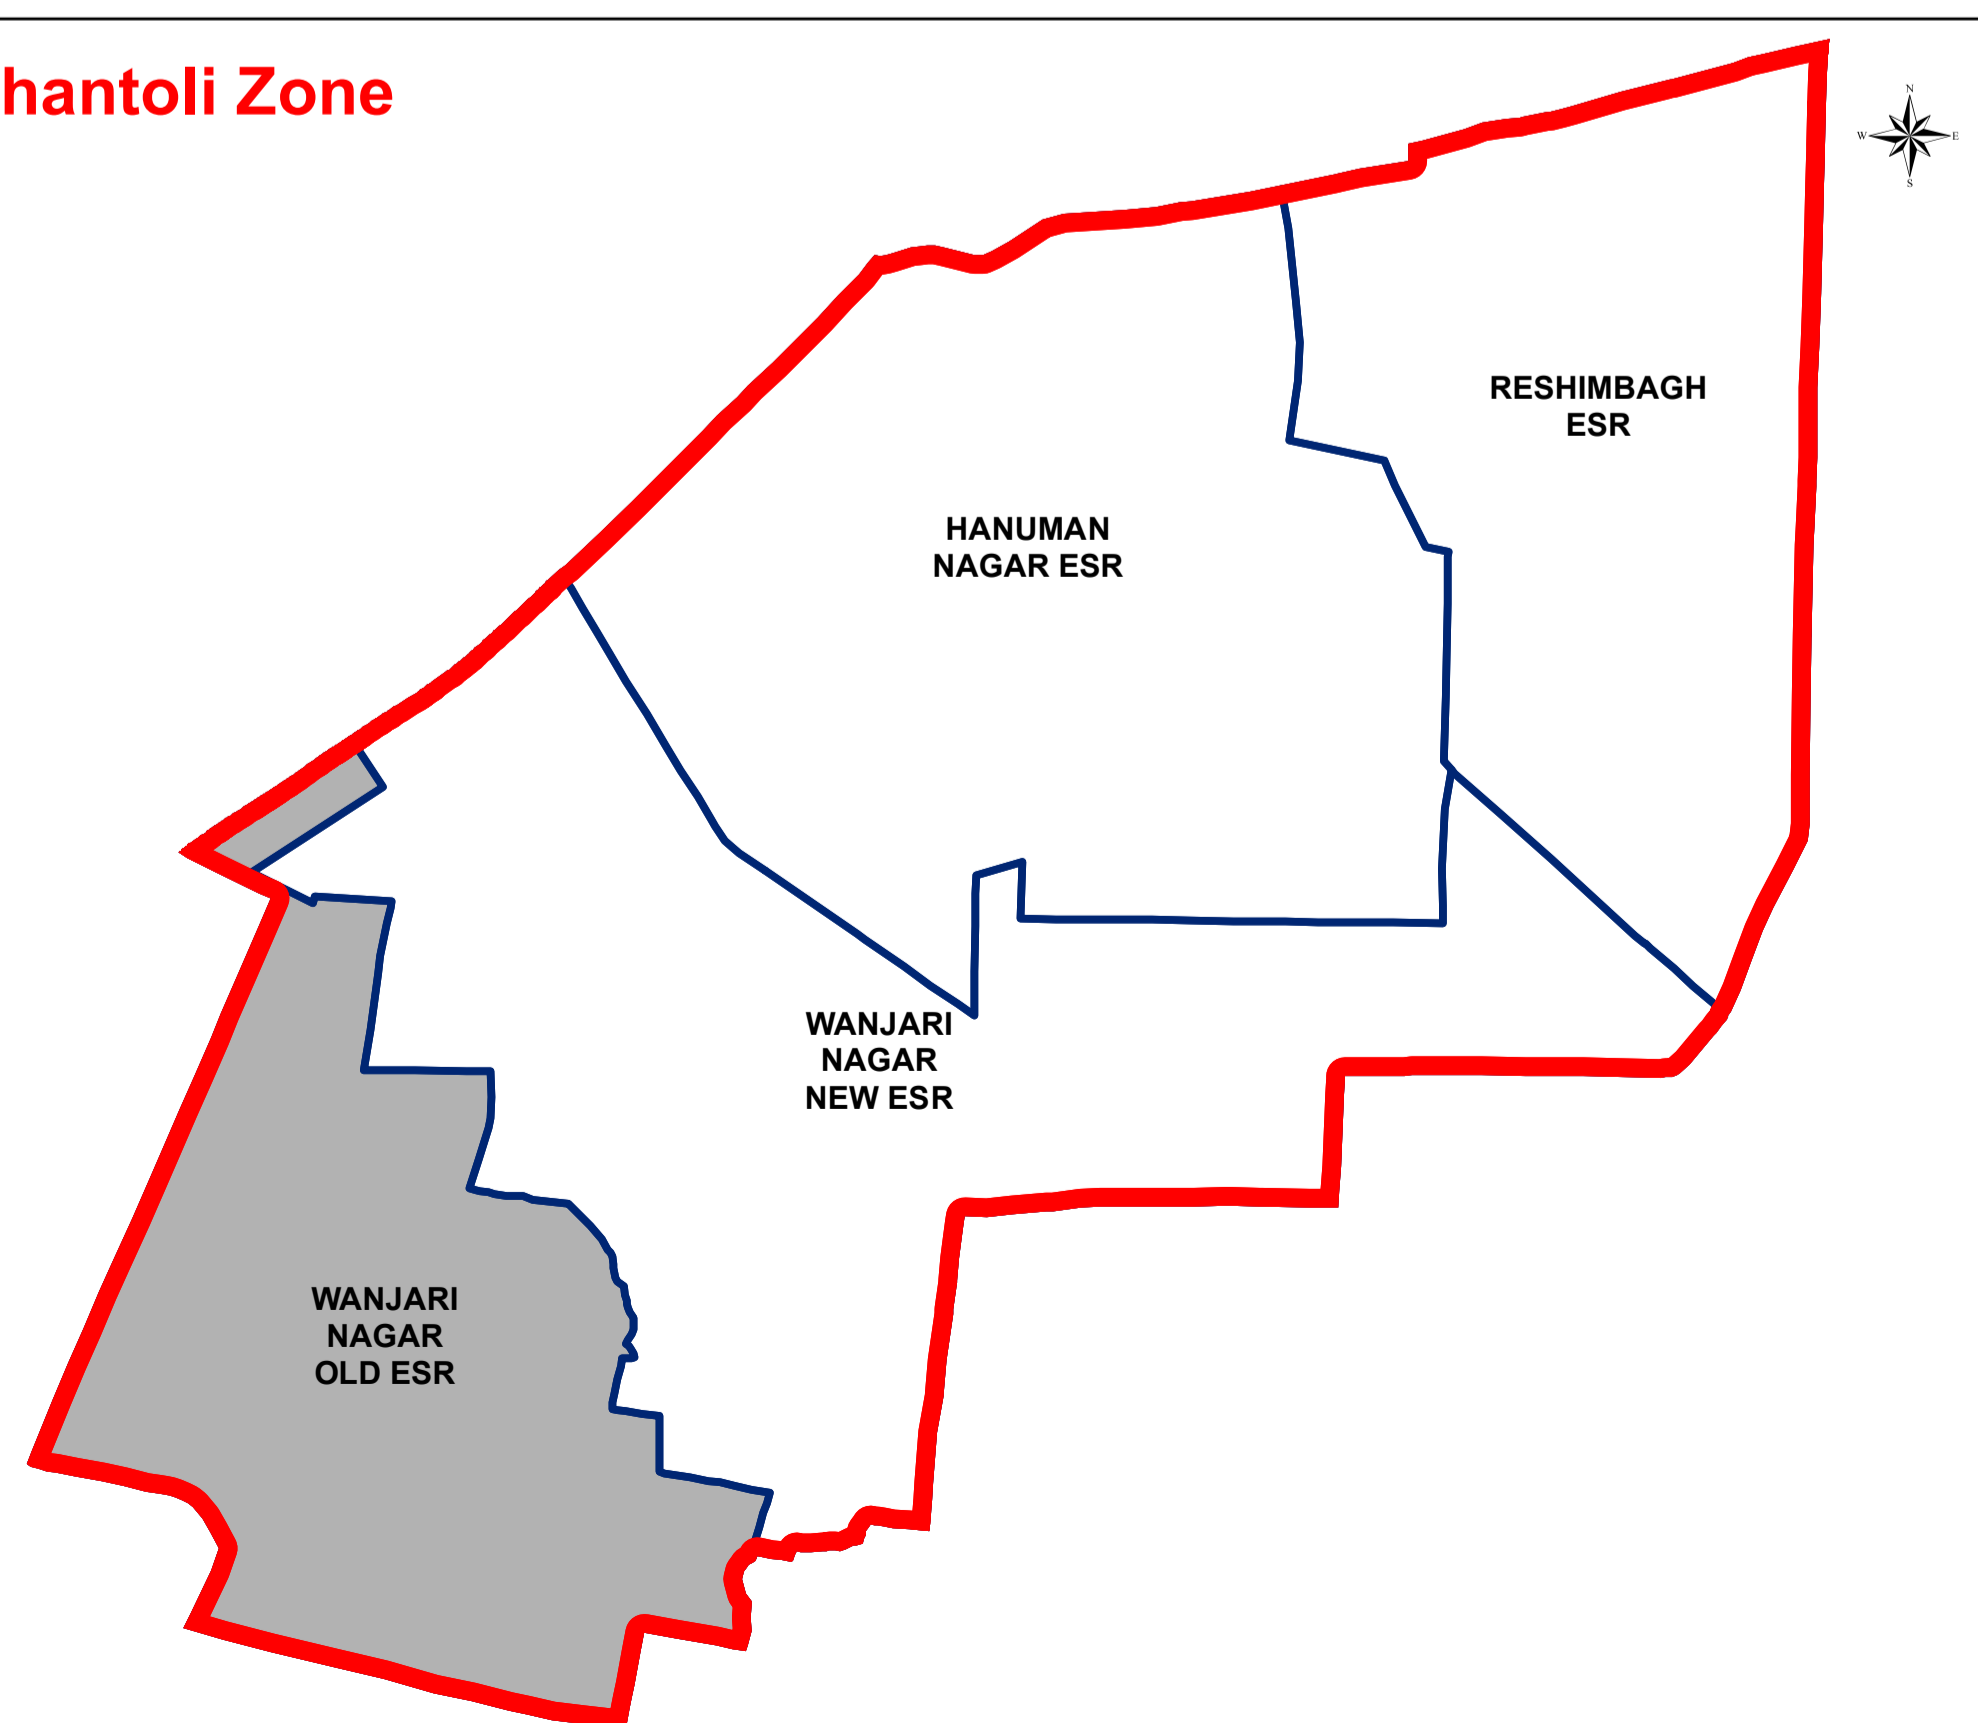 hantoli Zone
N
W E
S
RESHIMBAGH
ESR
HANUMAN
NAGAR ESR
WANJARI
NAGAR
NEW ESR
WANJARI
NAGAR
OLD ESR